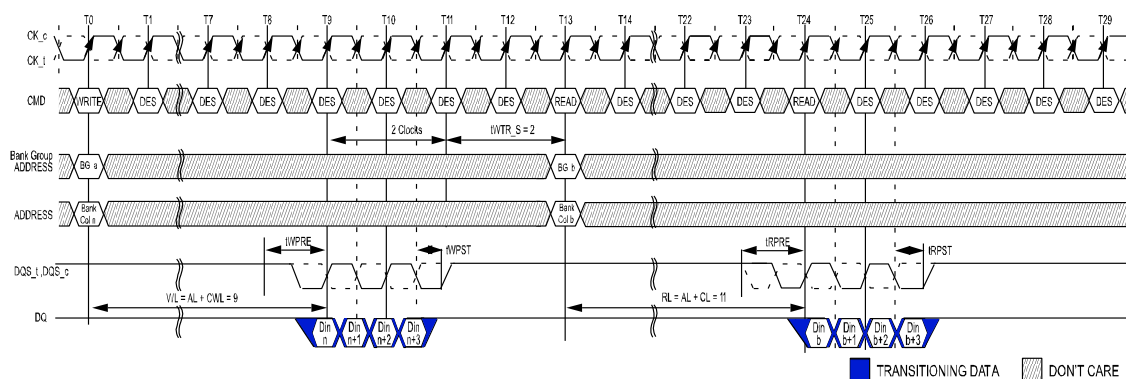 T0 T1 T7 T8 T9 T10 T11 T12 T13 T14 T22 T23 T24 T25 T26 T27 T28 T29
CK_c
CK_t
CMD WRITE DES DES DES DES DES DES DES READ DES DES DES READ DES DES DES DES DES
2 Clocks tWTR_S = 2
Bank Group
ADDRESS BG a BG b
ADDRESS Bank Col n Bank Col b
tWPRE tWPST tRPRE tRPST
DQS_t ,DQS_c
WL = AL + CWL = 9 RL = AL + CL = 11
DQ Din n Din n+1 Din n+2 Din n+3 Din b Din b+1 Din b+2 Din b+3
TRANSITIONING DATA DON'T CARE